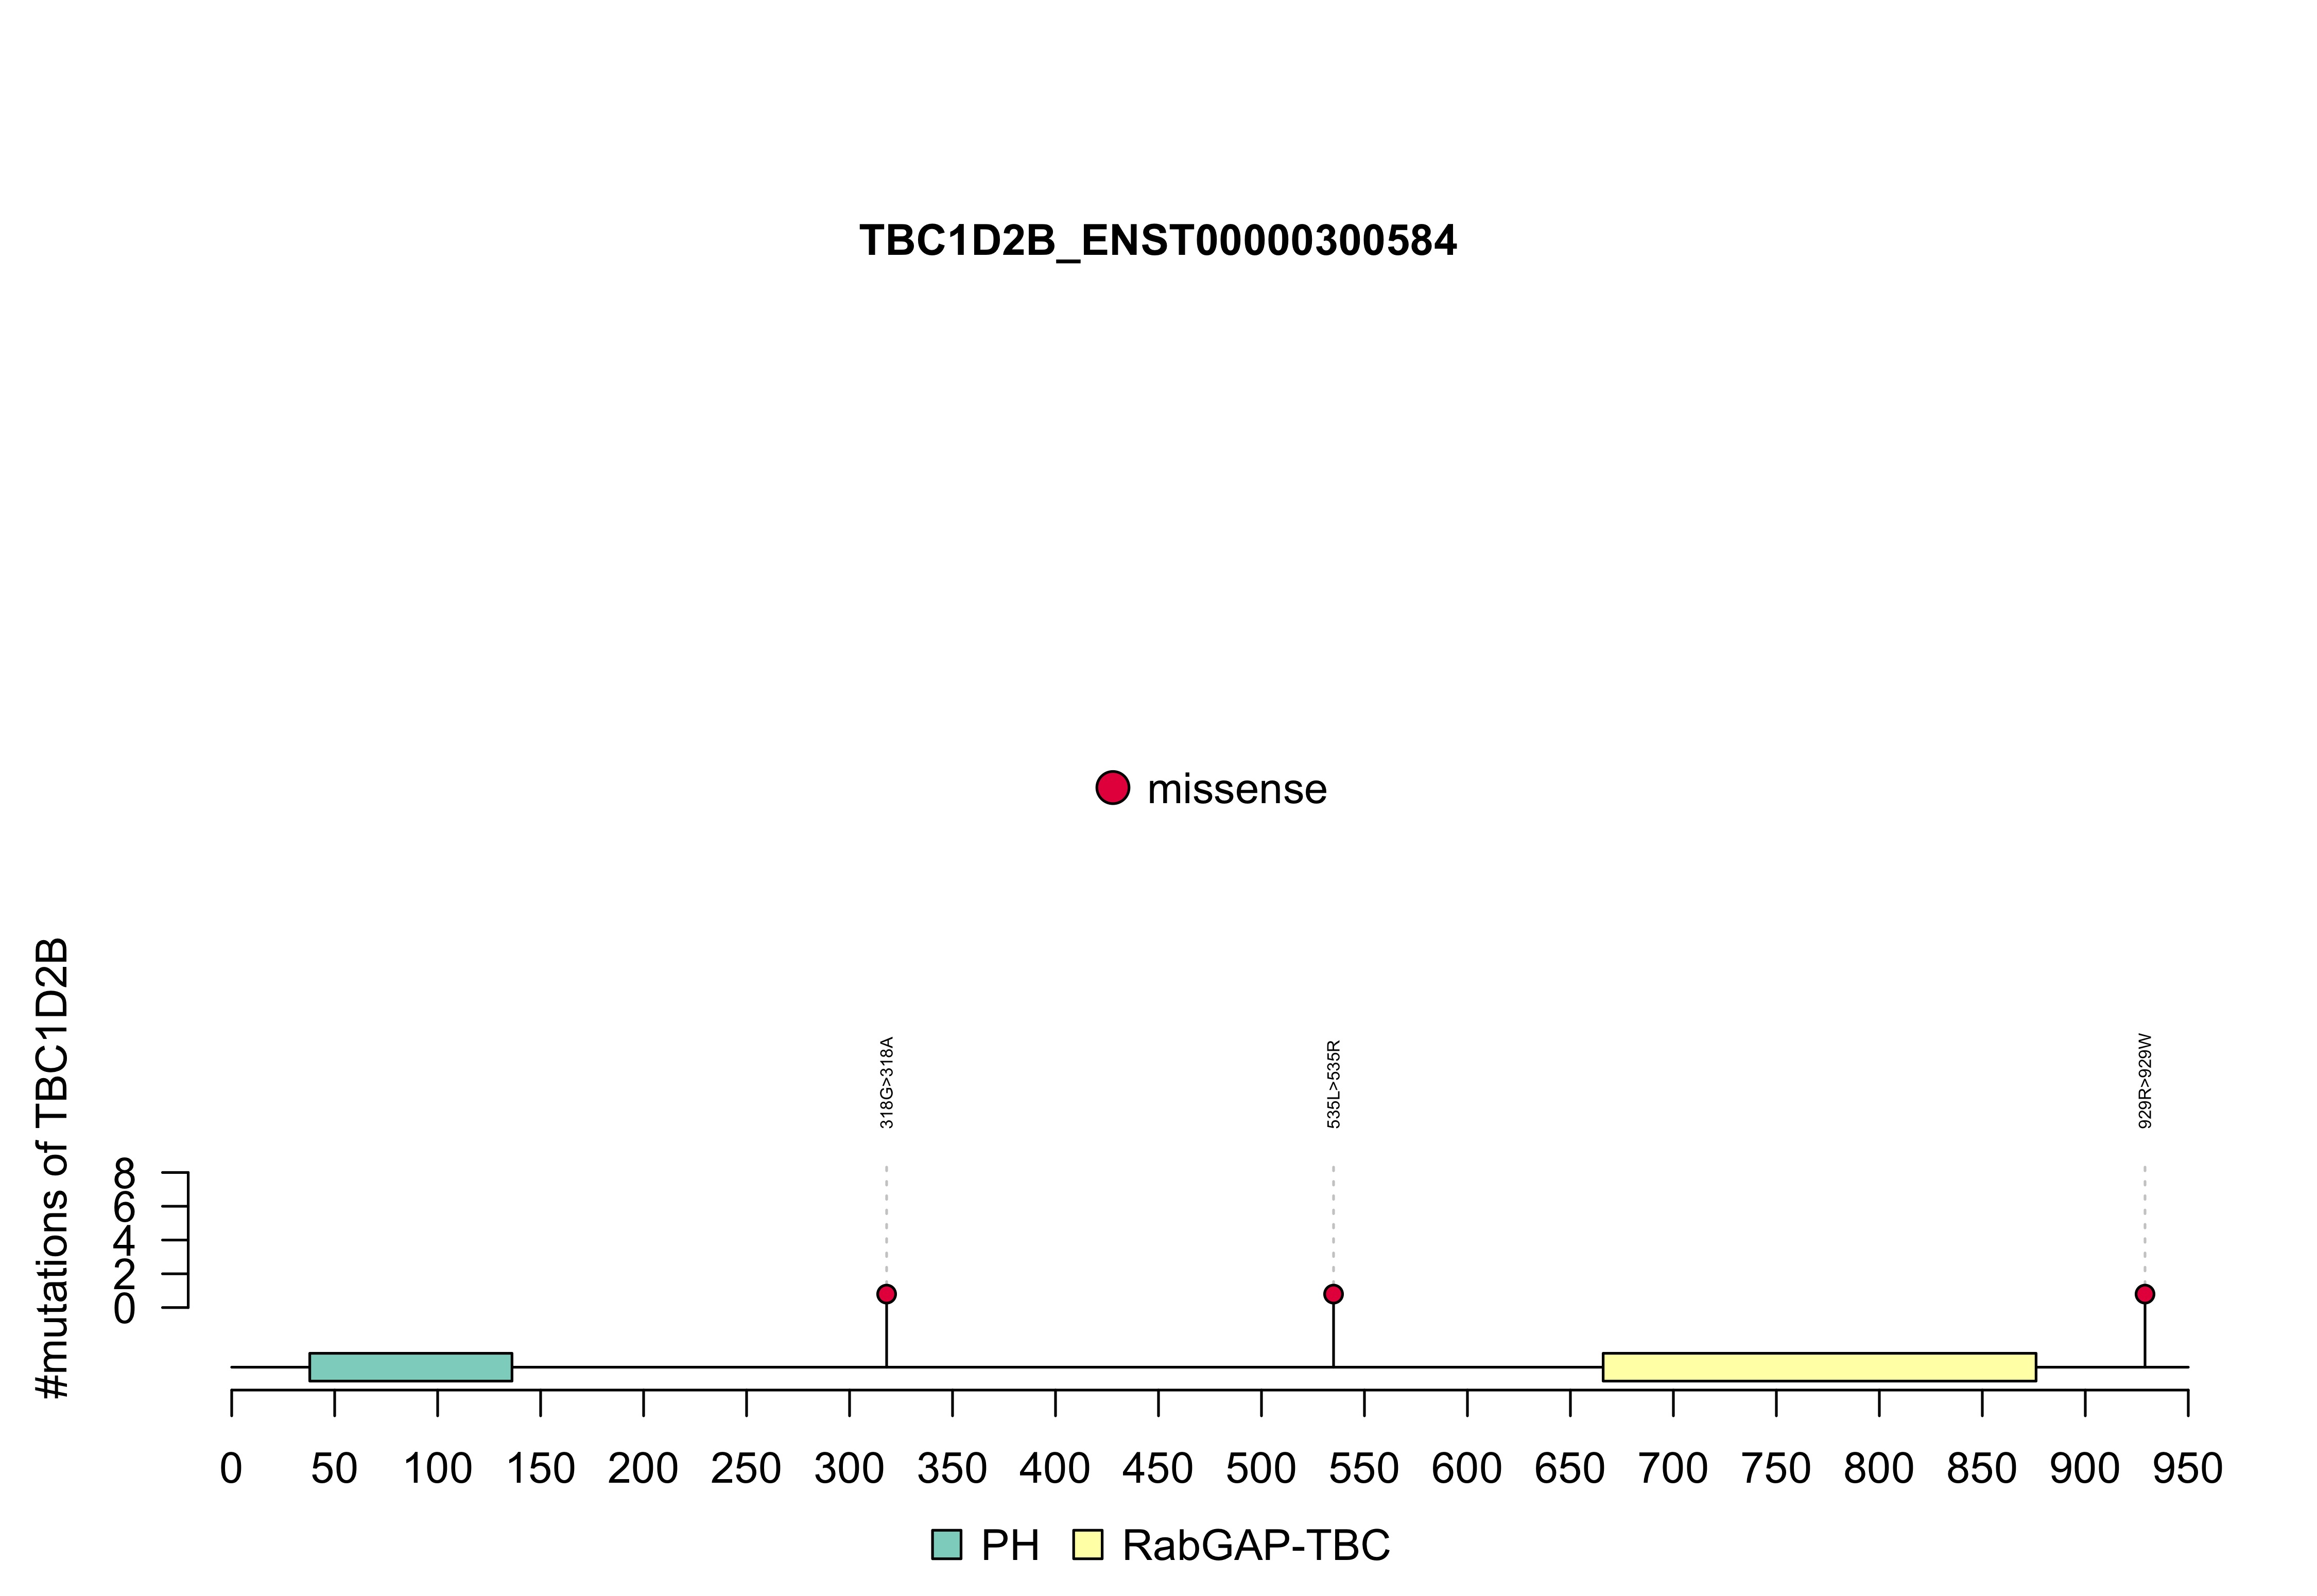 TBC1D2B_ENST00000300584
missense
#mutations of TBC1D2B
318G>318A
535L>535R
929R>929W
8
6
4
2
0
0 50 100 150 200 250 300 350 400 450 500 550 600 650 700 750 800 850 900 950
PH RabGAP-TBC